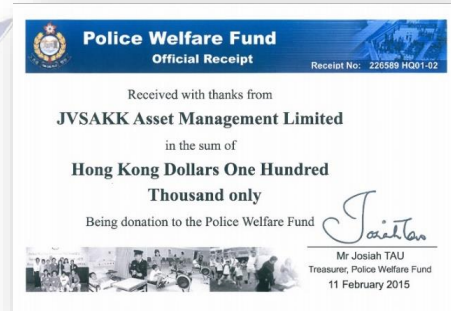 Police Welfare Fund
Official Receipt
Receipt No: 226589 HQ01-02
Received with thanks from
JVSAKK Asset Management Limited
in the sum of
Hong Kong Dollars One Hundred
Thousand only
Being donation to the Police Welfare Fund
Mr Josiah TAU
Treasurer, Police Welfare Fund
11 February 2015